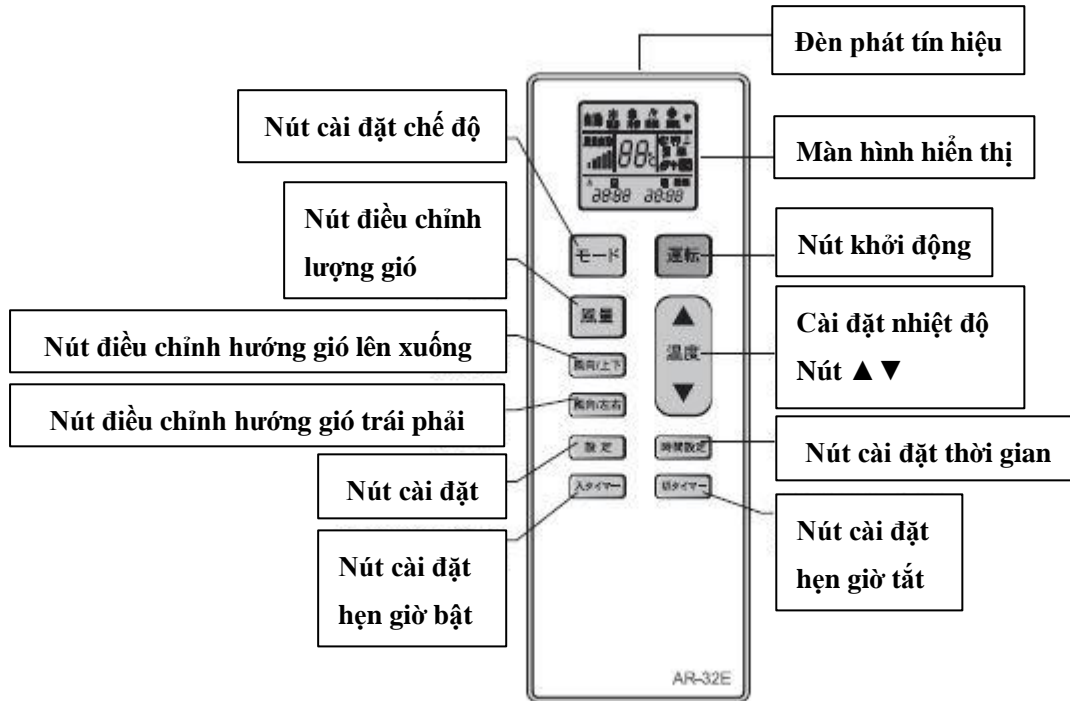 Đèn phát tín hiệu
Nút cài đặt chế độ
Màn hình hiển thị
88℃
88:88 88:88
Nút điều chỉnh
lượng gió
モード
運転
Nút khởi động
風量
▲
温度
▼
Cài đặt nhiệt độ
Nút ▲▼
Nút điều chỉnh hướng gió lên xuống
風向/上下
Nút điều chỉnh hướng gió trái phải
風向/左右
設定
時間設定
Nút cài đặt thời gian
Nút cài đặt
入タイマー
切タイマー
Nút cài đặt
hẹn giờ tắt
Nút cài đặt
hẹn giờ bật
AR-32E